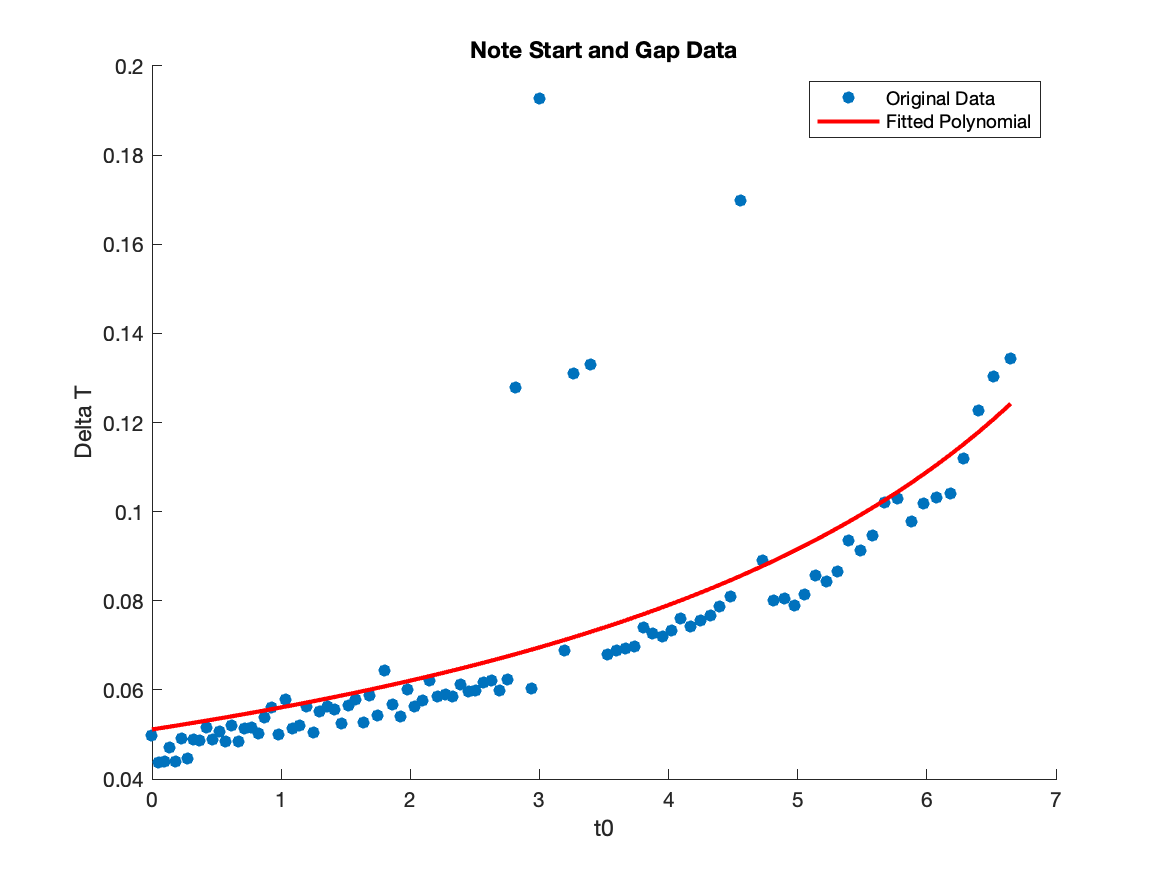 Note Start and Gap Data
0.2
Original Data
Fitted Polynomial
0.18
0.16
0.14
0.12
0.1
0.08
0.06
0.04
Delta T
0 1 2 3 4 5 6 7
t0